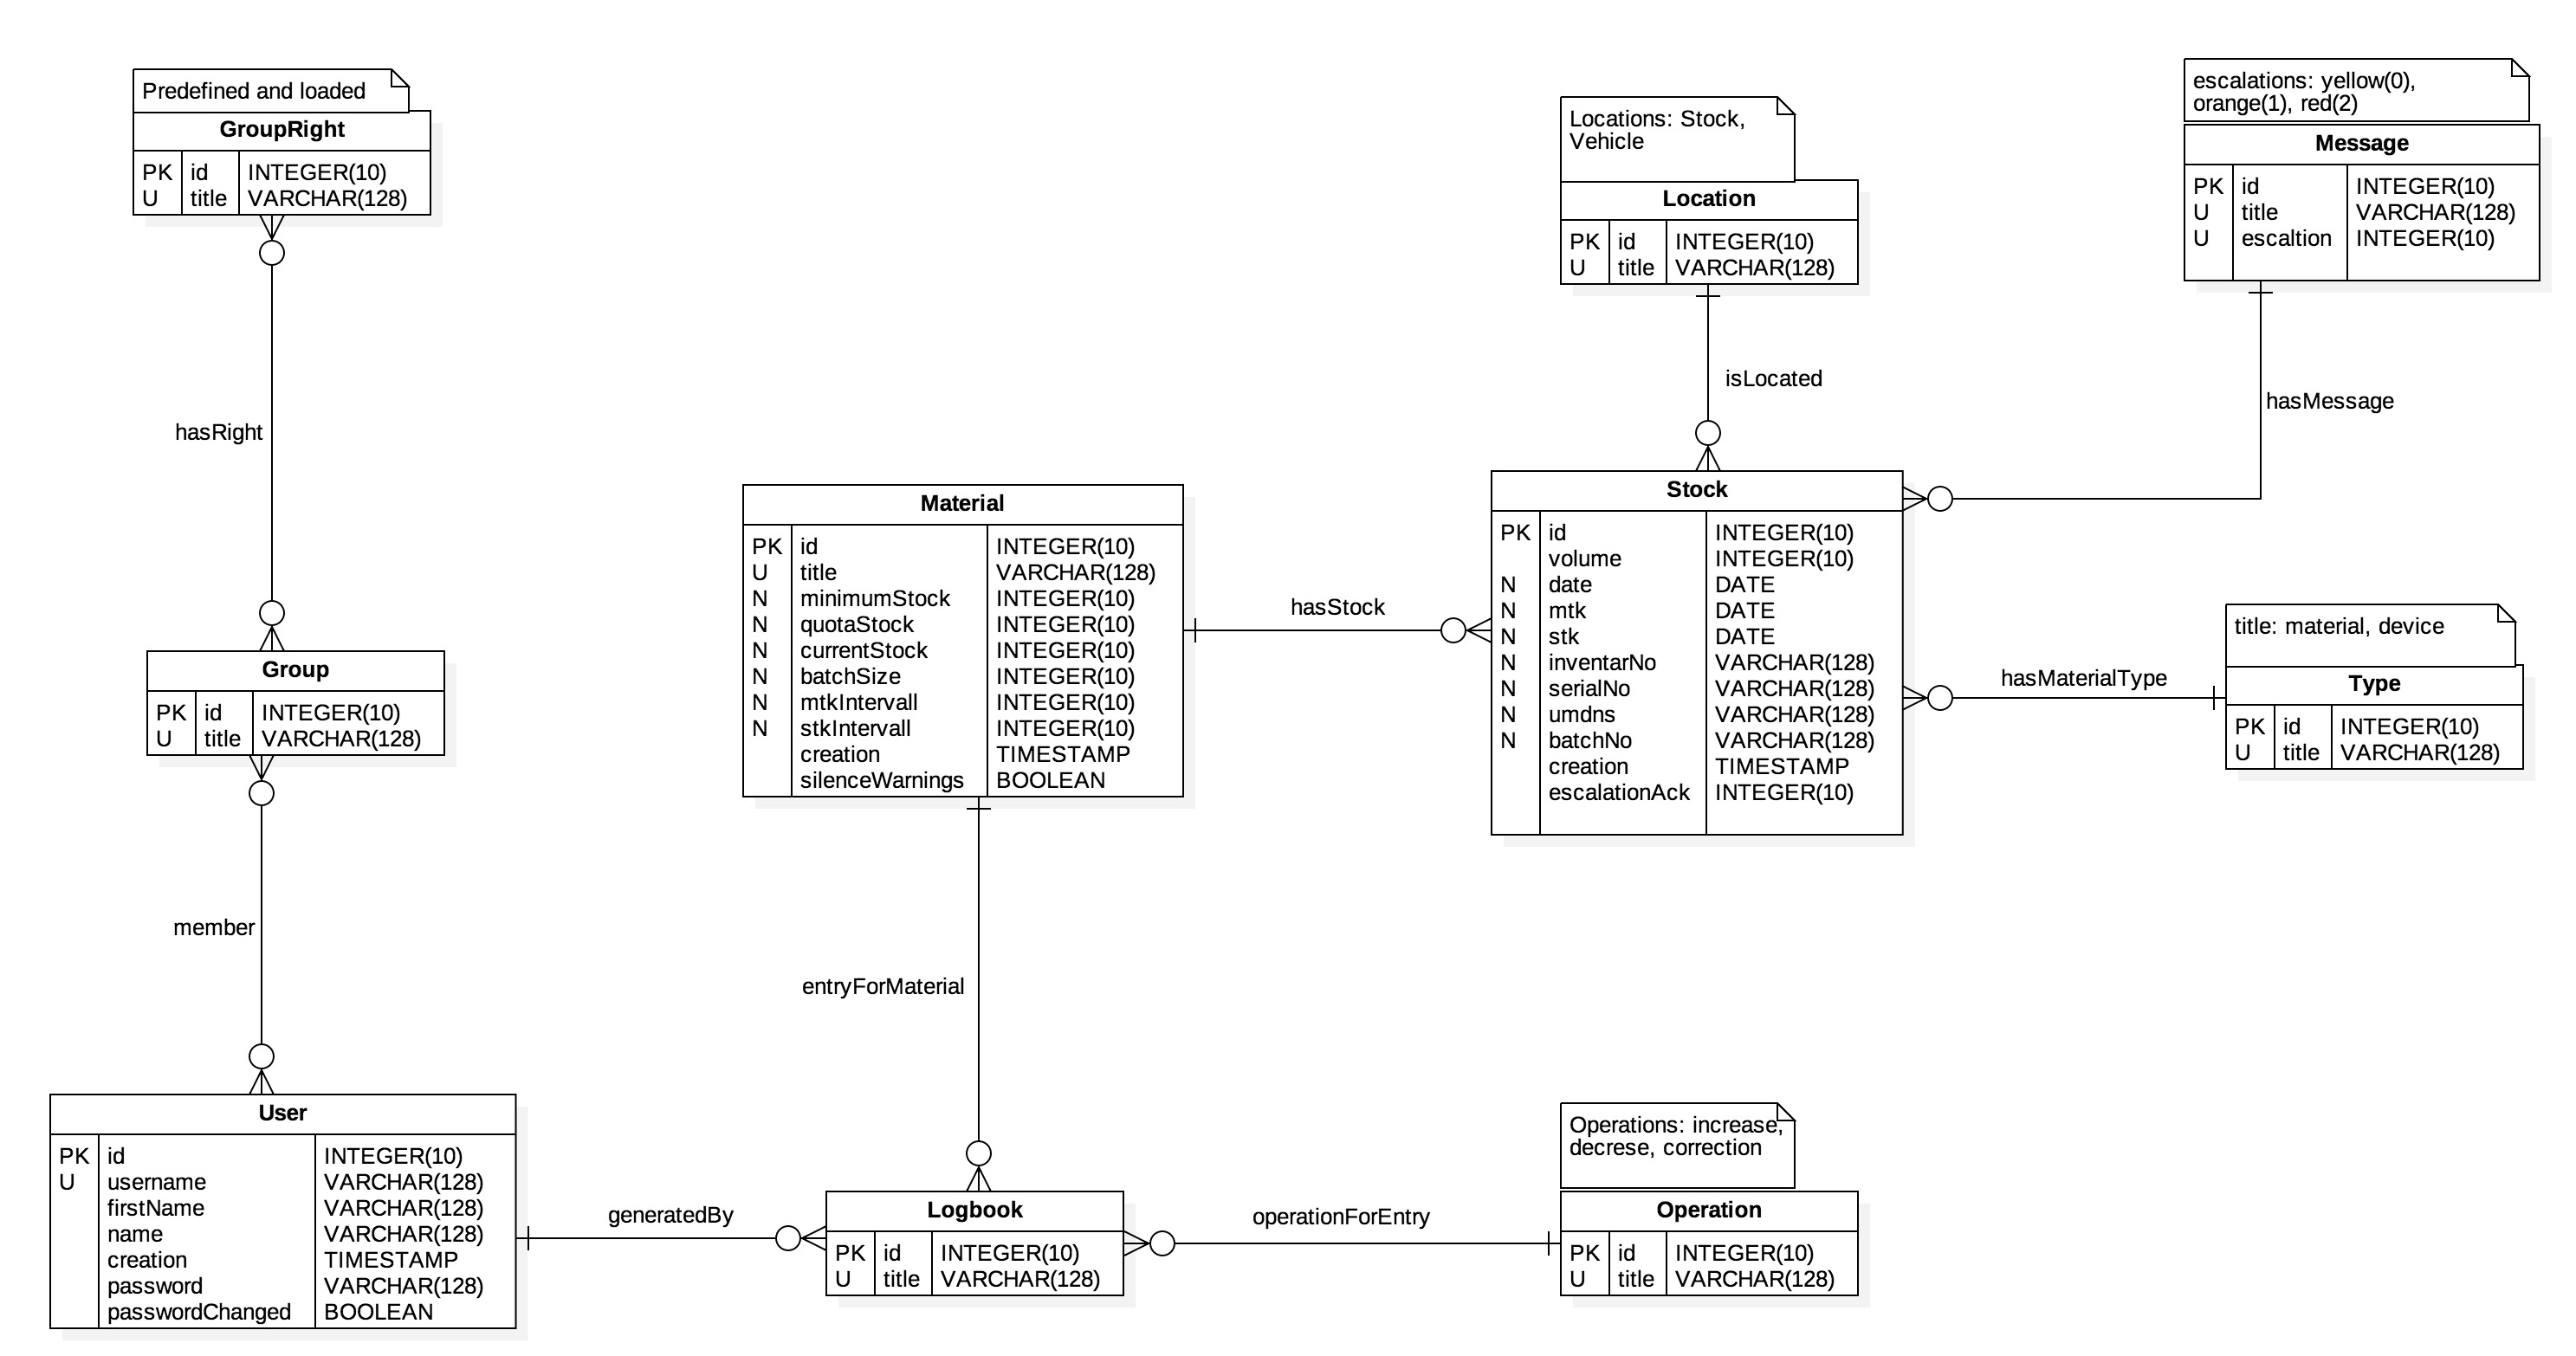 Predefined and loaded
GroupRight
PK id INTEGER(10)
U title VARCHAR(128)
hasRight
Group
PK id INTEGER(10)
U title VARCHAR(128)
member
User
PK id INTEGER(10)
U username VARCHAR(128)
firstName VARCHAR(128)
name VARCHAR(128)
creation TIMESTAMP
password VARCHAR(128)
passwordChanged BOOLEAN
generatedBy
Material
PK id INTEGER(10)
U title VARCHAR(128)
N minimumStock INTEGER(10)
N quotaStock INTEGER(10)
N currentStock INTEGER(10)
N batchSize INTEGER(10)
N mtkIntervall INTEGER(10)
N stkIntervall INTEGER(10)
creation TIMESTAMP
silenceWarnings BOOLEAN
entryForMaterial
Logbook
PK id INTEGER(10)
U title VARCHAR(128)
operationForEntry
Operations: increase,
decrese, correction
Operation
PK id INTEGER(10)
U title VARCHAR(128)
hasStock
Locations: Stock,
Vehicle
Location
PK id INTEGER(10)
U title VARCHAR(128)
isLocated
Stock
PK id INTEGER(10)
volume INTEGER(10)
N date DATE
N mtk DATE
N stk DATE
N inventarNo VARCHAR(128)
N serialNo VARCHAR(128)
N umdns VARCHAR(128)
N batchNo VARCHAR(128)
creation TIMESTAMP
escalationAck INTEGER(10)
escalations: yellow(0),
orange(1), red(2)
Message
PK id INTEGER(10)
U title VARCHAR(128)
U escaltion INTEGER(10)
hasMessage
hasMaterialType
title: material, device
Type
PK id INTEGER(10)
U title VARCHAR(128)